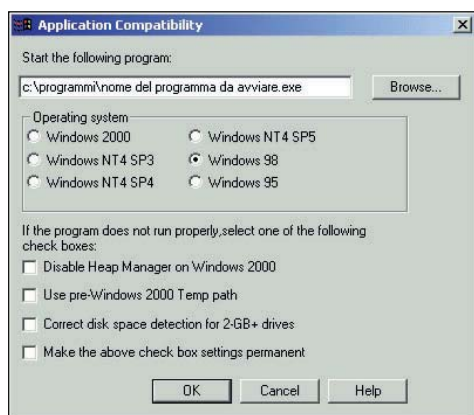 Application Compatibility
Start the following program:
c:\programmi\nome del programma da avviare.exe
Browse...
Operating system
Windows 2000
Windows NT4 SP5
Windows NT4 SP3
Windows 98
Windows NT4 SP4
Windows 95
If the program does not run properly,select one of the following
check boxes:
Disable Heap Manager on Windows 2000
Use pre-Windows 2000 Temp path
Correct disk space detection for 2-GB+ drives
Make the above check box settings permanent
OK
Cancel
Help